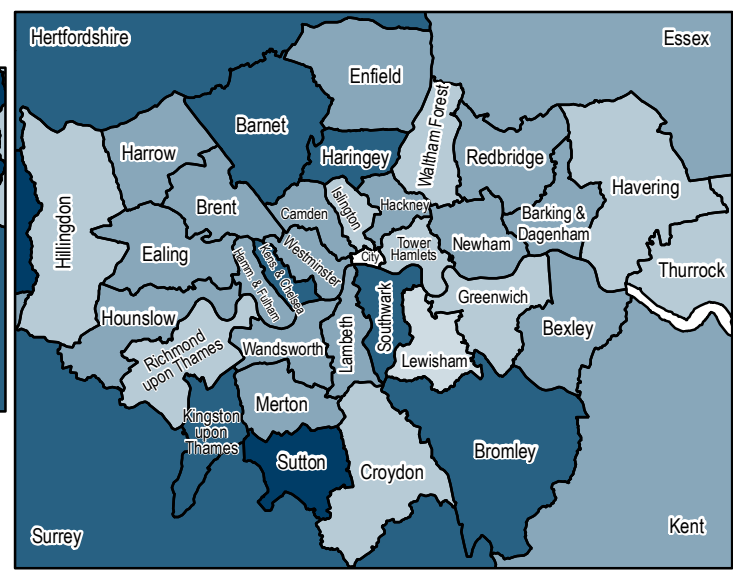 Hertfordshire
Essex
Enfield
Barnet
Waltham Forest
Harrow
Haringey
Redbridge
Havering
Brent
Camden
Islington
Hackney
Barking &
Dagenham
Hillingdon
Ealing
Hamm. & Fulham
Kens. & Chelsea
Westminster
City
Tower
Hamlets
Newham
Thurrock
Hounslow
Greenwich
Richmond
upon Thames
Wandsworth
Lambeth
Southwark
Lewisham
Bexley
Kingston
upon
Thames
Merton
Sutton
Croydon
Bromley
Surrey
Kent